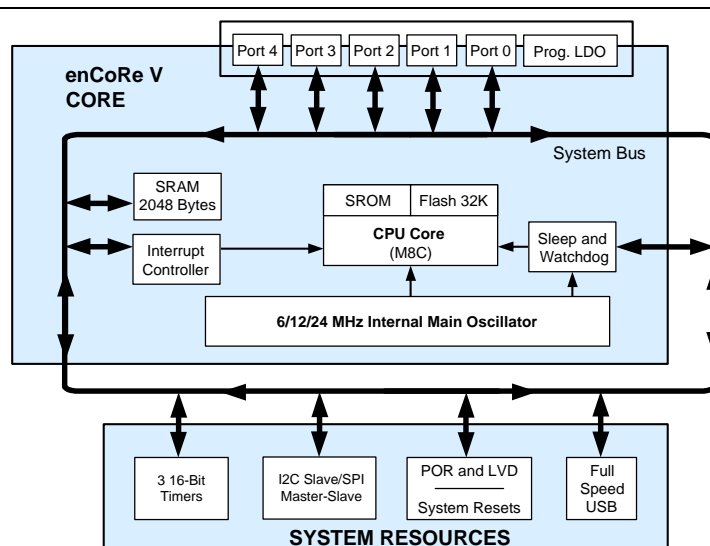 Port 4 Port 3 Port 2 Port 1 Port 0 Prog. LDO
enCoRe V
CORE
System Bus
SRAM
2048 Bytes
SROM Flash 32K
CPU Core
(M8C)
Interrupt
Controller
Sleep and
Watchdog
6/12/24 MHz Internal Main Oscillator
3 16-Bit
Timers
I2C Slave/SPI
Master-Slave
POR and LVD
System Resets
Full
Speed
USB
SYSTEM RESOURCES